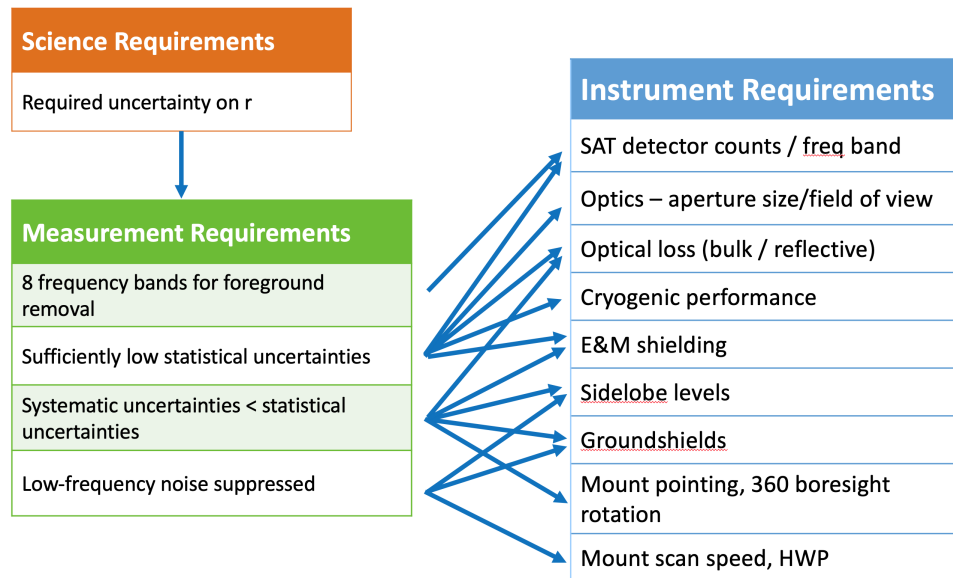 Science Requirements
Required uncertainty on r
Measurement Requirements
8 frequency bands for foreground
removal
Sufficiently low statistical uncertainties
Systematic uncertainties < statistical
uncertainties
Low-frequency noise suppressed
Instrument Requirements
SAT detector counts / freq band
Optics – aperture size/field of view
Optical loss (bulk / reflective)
Cryogenic performance
E&M shielding
Sidelobe levels
Groundshields
Mount pointing, 360 boresight
rotation
Mount scan speed, HWP